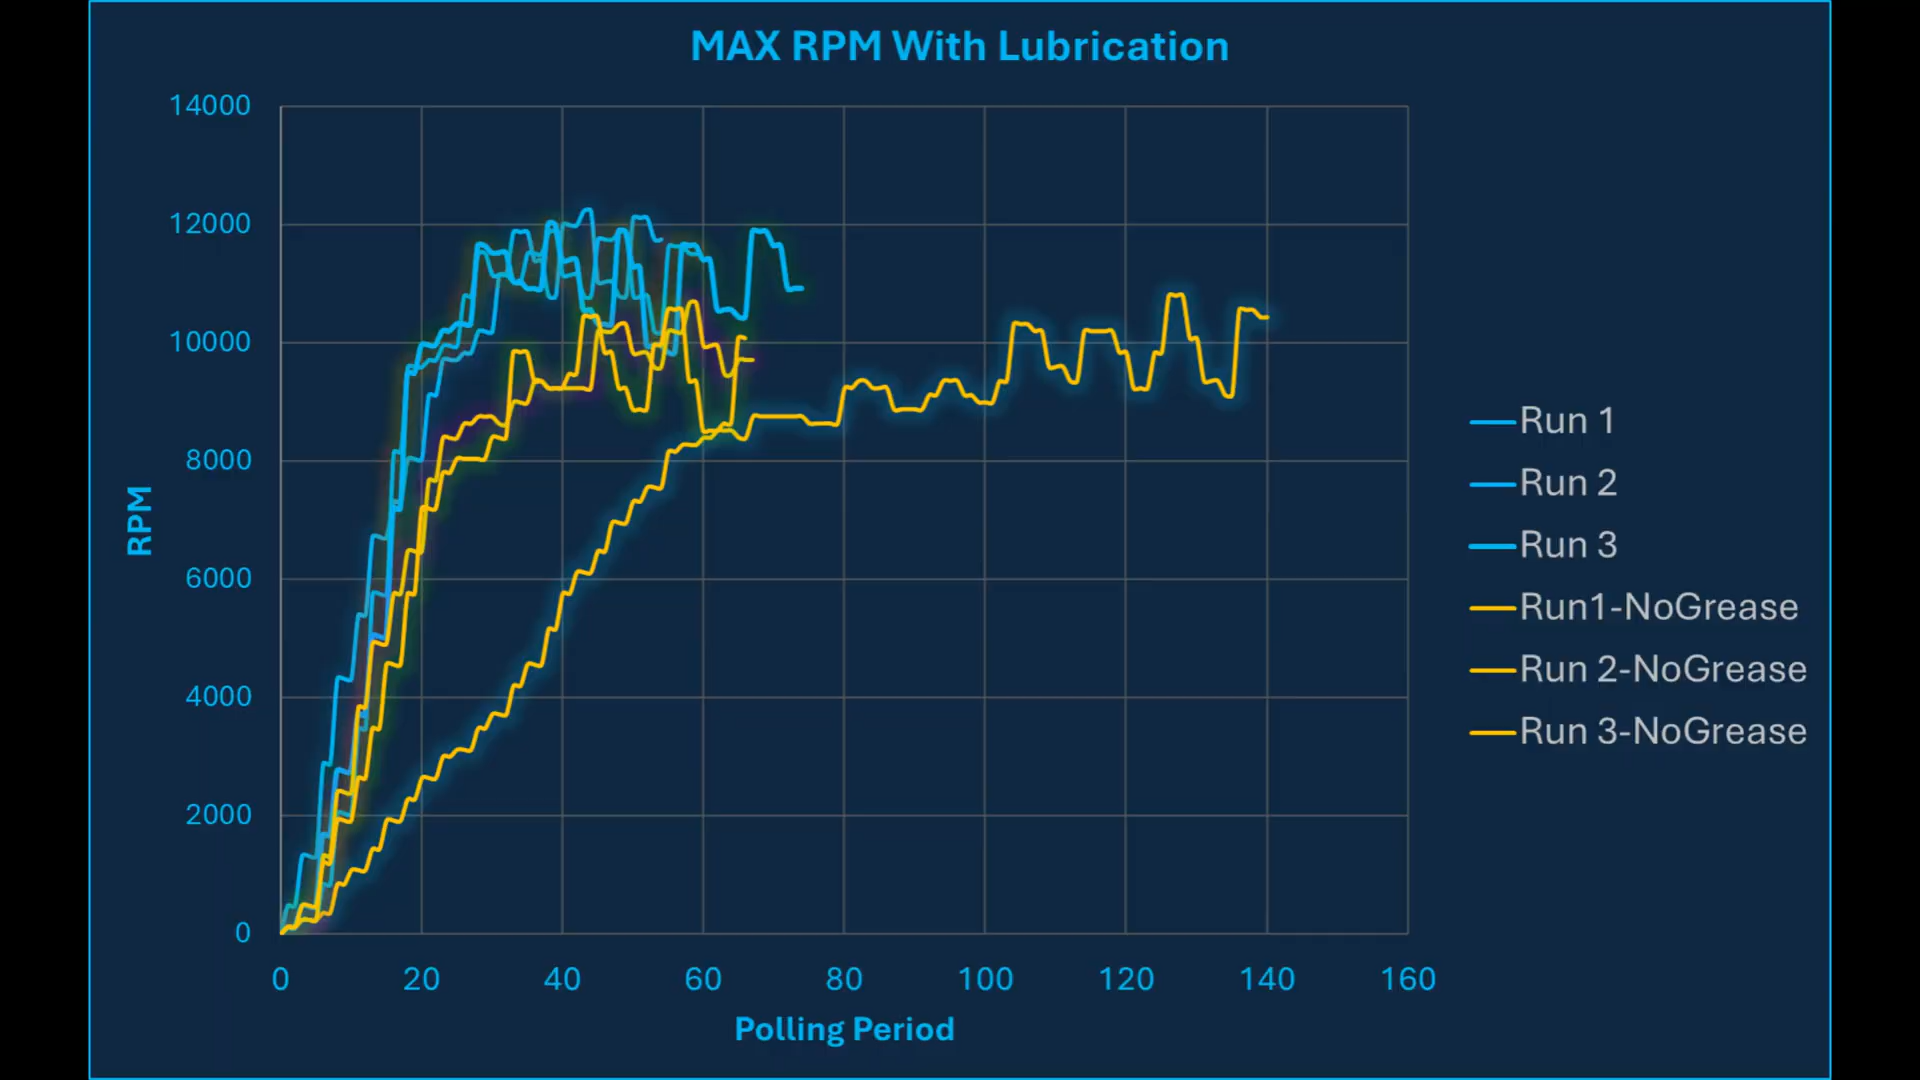 MAX RPM With Lubrication
14000
12000
10000
8000
6000
4000
2000
0
RPM
0 20 40 60 80 100 120 140 160
Polling Period
Run 1
Run 2
Run 3
Run1-NoGrease
Run 2-NoGrease
Run 3-NoGrease